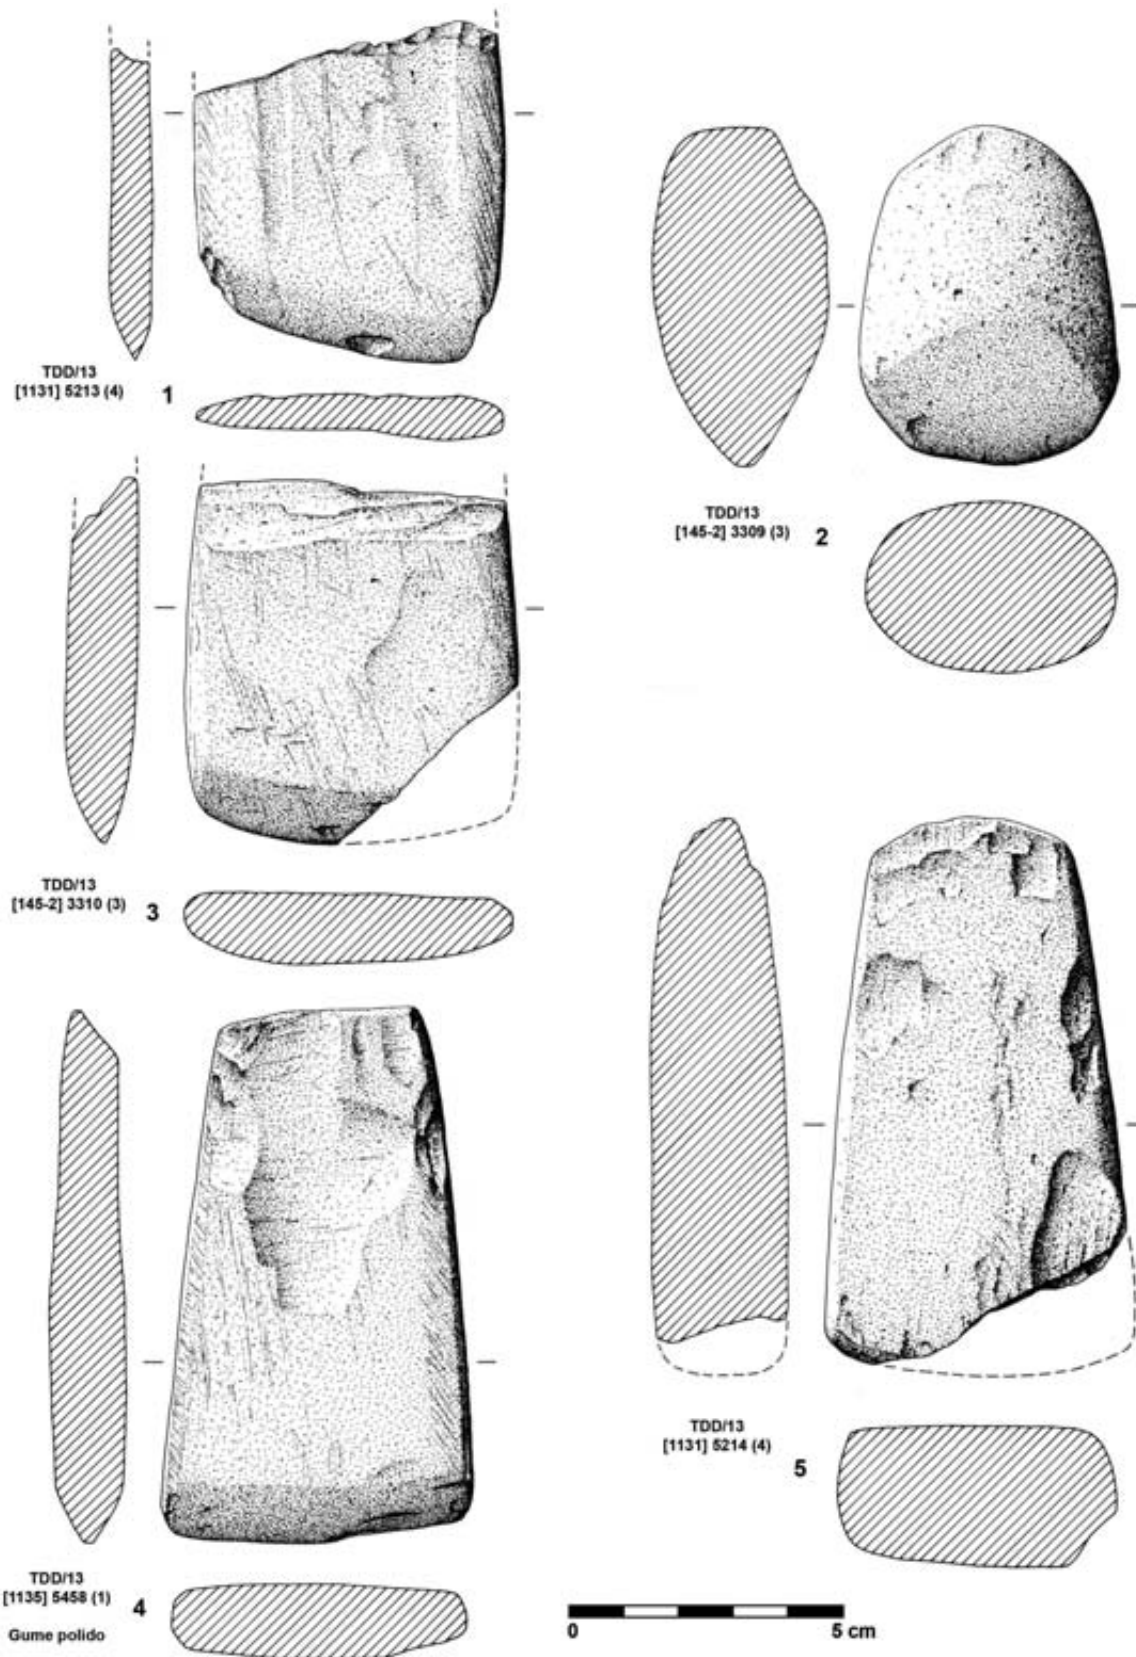 TDD/13
[1131] 5213 (4)
1
TDD/13
[145-2] 3309 (3)
2
TDD/13
[145-2] 3310 (3)
3
TDD/13
[1131] 5214 (4)
5
TDD/13
[1135] 5458 (1)
4
Gume polido
0
5 cm